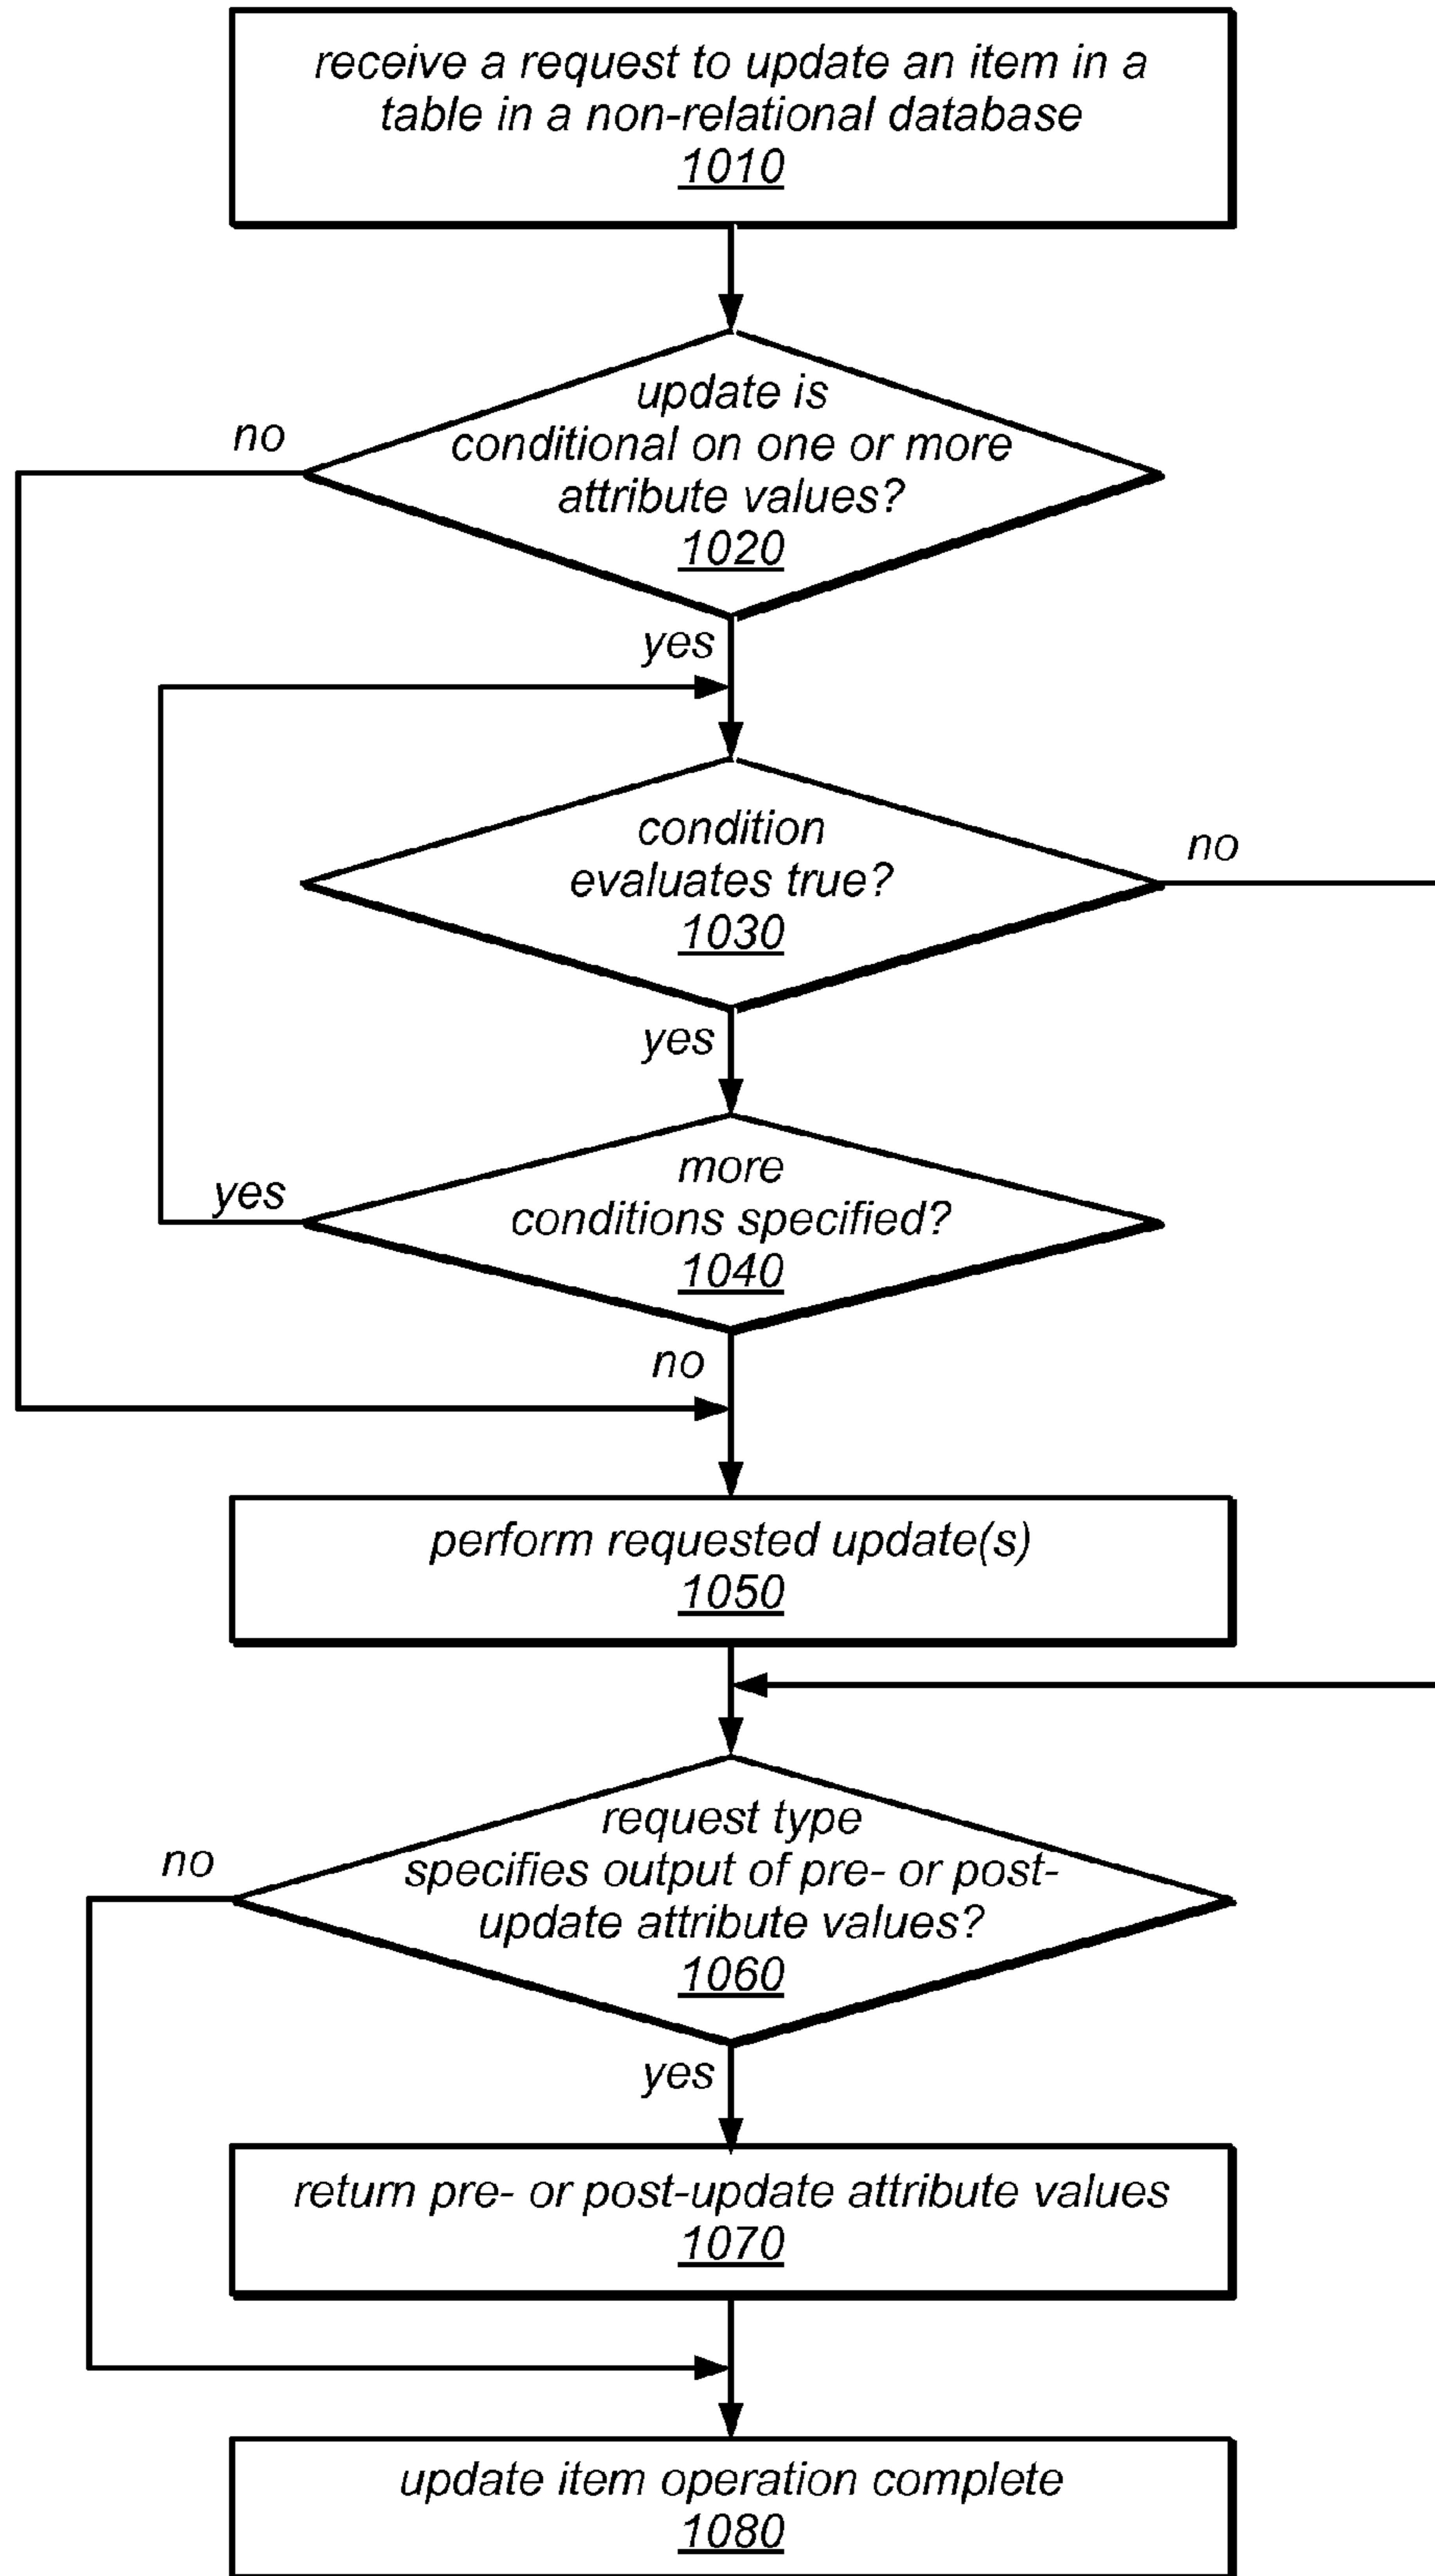 receive a request to update an item in a
table in a non-relational database
1010
update is
conditional on one or more
attribute values?
1020
no
yes
condition
evaluates true?
1030
no
yes
more
conditions specified?
1040
yes
no
perform requested update(s)
1050
request type
specifies output of pre- or post-
update attribute values?
1060
no
yes
return pre- or post-update attribute values
1070
update item operation complete
1080